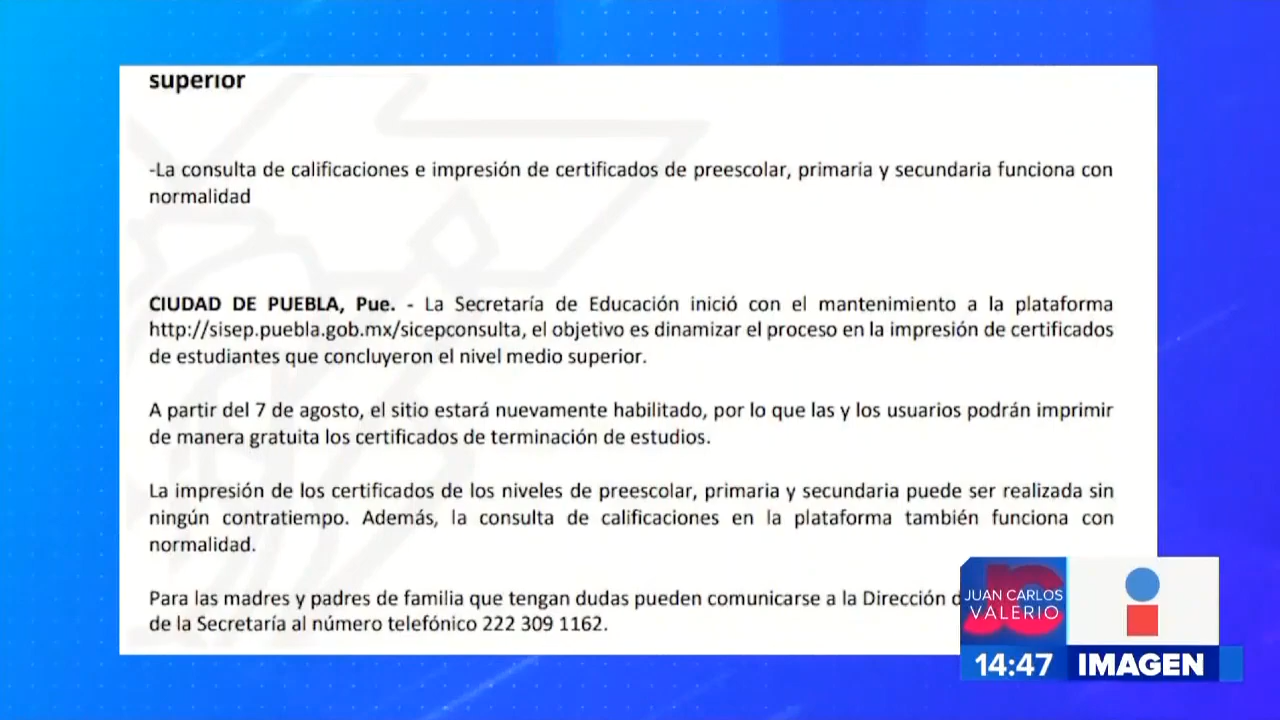 superior
-La consulta de calificaciones e impresión de certificados de preescolar, primaria y secundaria funciona con
normalidad
CIUDAD DE PUEBLA, Pue. - La Secretaría de Educación inició con el mantenimiento a la plataforma
http://sisep.puebla.gob.mx/sicepconsulta, el objetivo es dinamizar el proceso en la impresión de certificados
de estudiantes que concluyeron el nivel medio superior.
A partir del 7 de agosto, el sitio estará nuevamente habilitado, por lo que las y los usuarios podrán imprimir
de manera gratuita los certificados de terminación de estudios.
La impresión de los certificados de los niveles de preescolar, primaria y secundaria puede ser realizada sin
ningún contratiempo. Además, la consulta de calificaciones en la plataforma también funciona con
normalidad.
Para las madres y padres de familia que tengan dudas pueden comunicarse a la Dirección
de la Secretaría al número telefónico 222 309 1162.
JC
JUAN CARLOS
VALERIO
14:47 IMAGEN